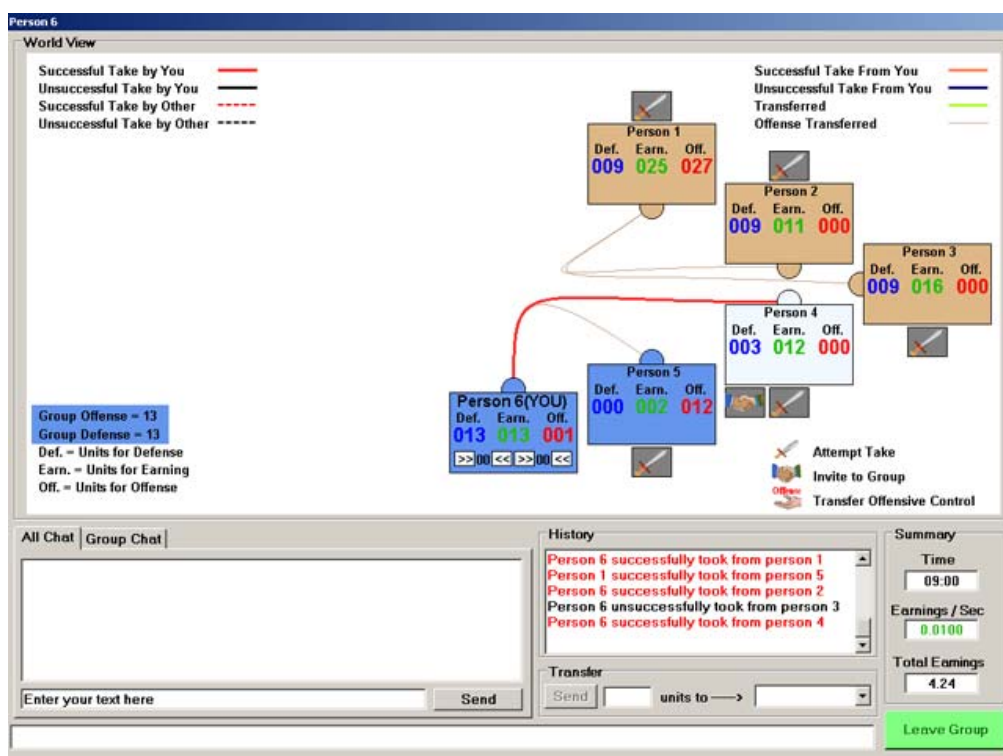 Person 6
World View
Successful Take by You
Unsuccessful Take by You
Successful Take by Other
Unsuccessful Take by Other
Successful Take From You
Unsuccessful Take From You
Transferred
Offense Transferred
Person 1
Def. Earn. Off.
009 025 027
Person 2
Def. Earn. Off.
009 011 000
Person 3
Def. Earn. Off.
009 016 000
Person 4
Def. Earn. Off.
003 012 000
Person 5
Def. Earn. Off.
000 002 012
Person 6(YOU)
Def. Earn. Off.
013 013 001
>> 00 << >> 00 <<
Group Offense = 13
Group Defense = 13
Def. = Units for Defense
Earn. = Units for Earning
Off. = Units for Offense
Attempt Take
Invite to Group
Offense
Transfer Offensive Control
All Chat Group Chat
Enter your text here Send
History
Person 6 successfully took from person 1
Person 1 successfully took from person 5
Person 6 successfully took from person 2
Person 6 unsuccessfully took from person 3
Person 6 successfully took from person 4
Transfer
Send units to ---->
Summary
Time
09:00
Earnings / Sec
0.0100
Total Earnings
4.24
Leave Group